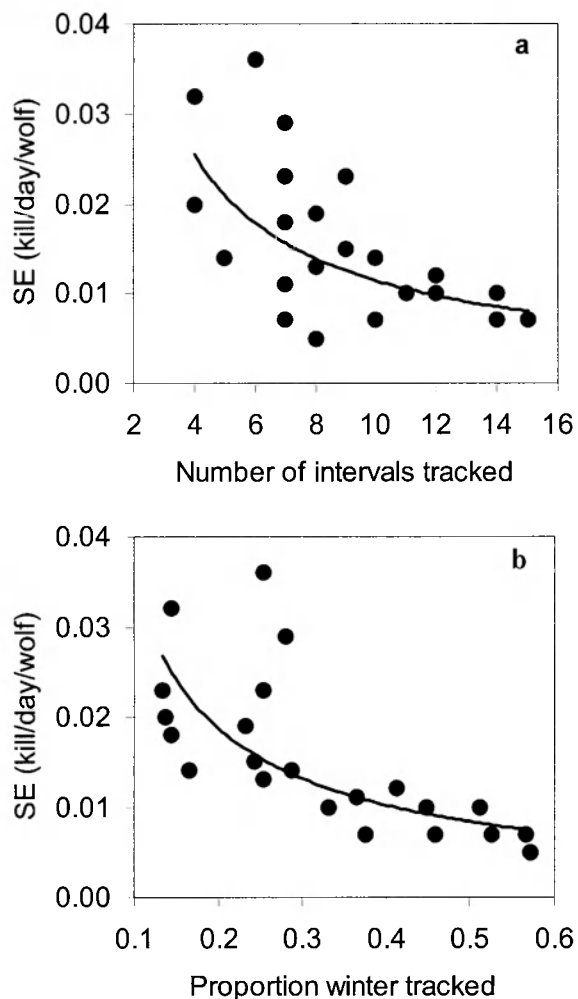 a
0.04
0.03
0.02
0.01
0.00
SE (kill/day/wolf)
2 4 6 8 10 12 14 16
Number of intervals tracked
b
0.04
0.03
0.02
0.01
0.00
SE (kill/day/wolf)
0.1 0.2 0.3 0.4 0.5 0.6
Proportion winter tracked